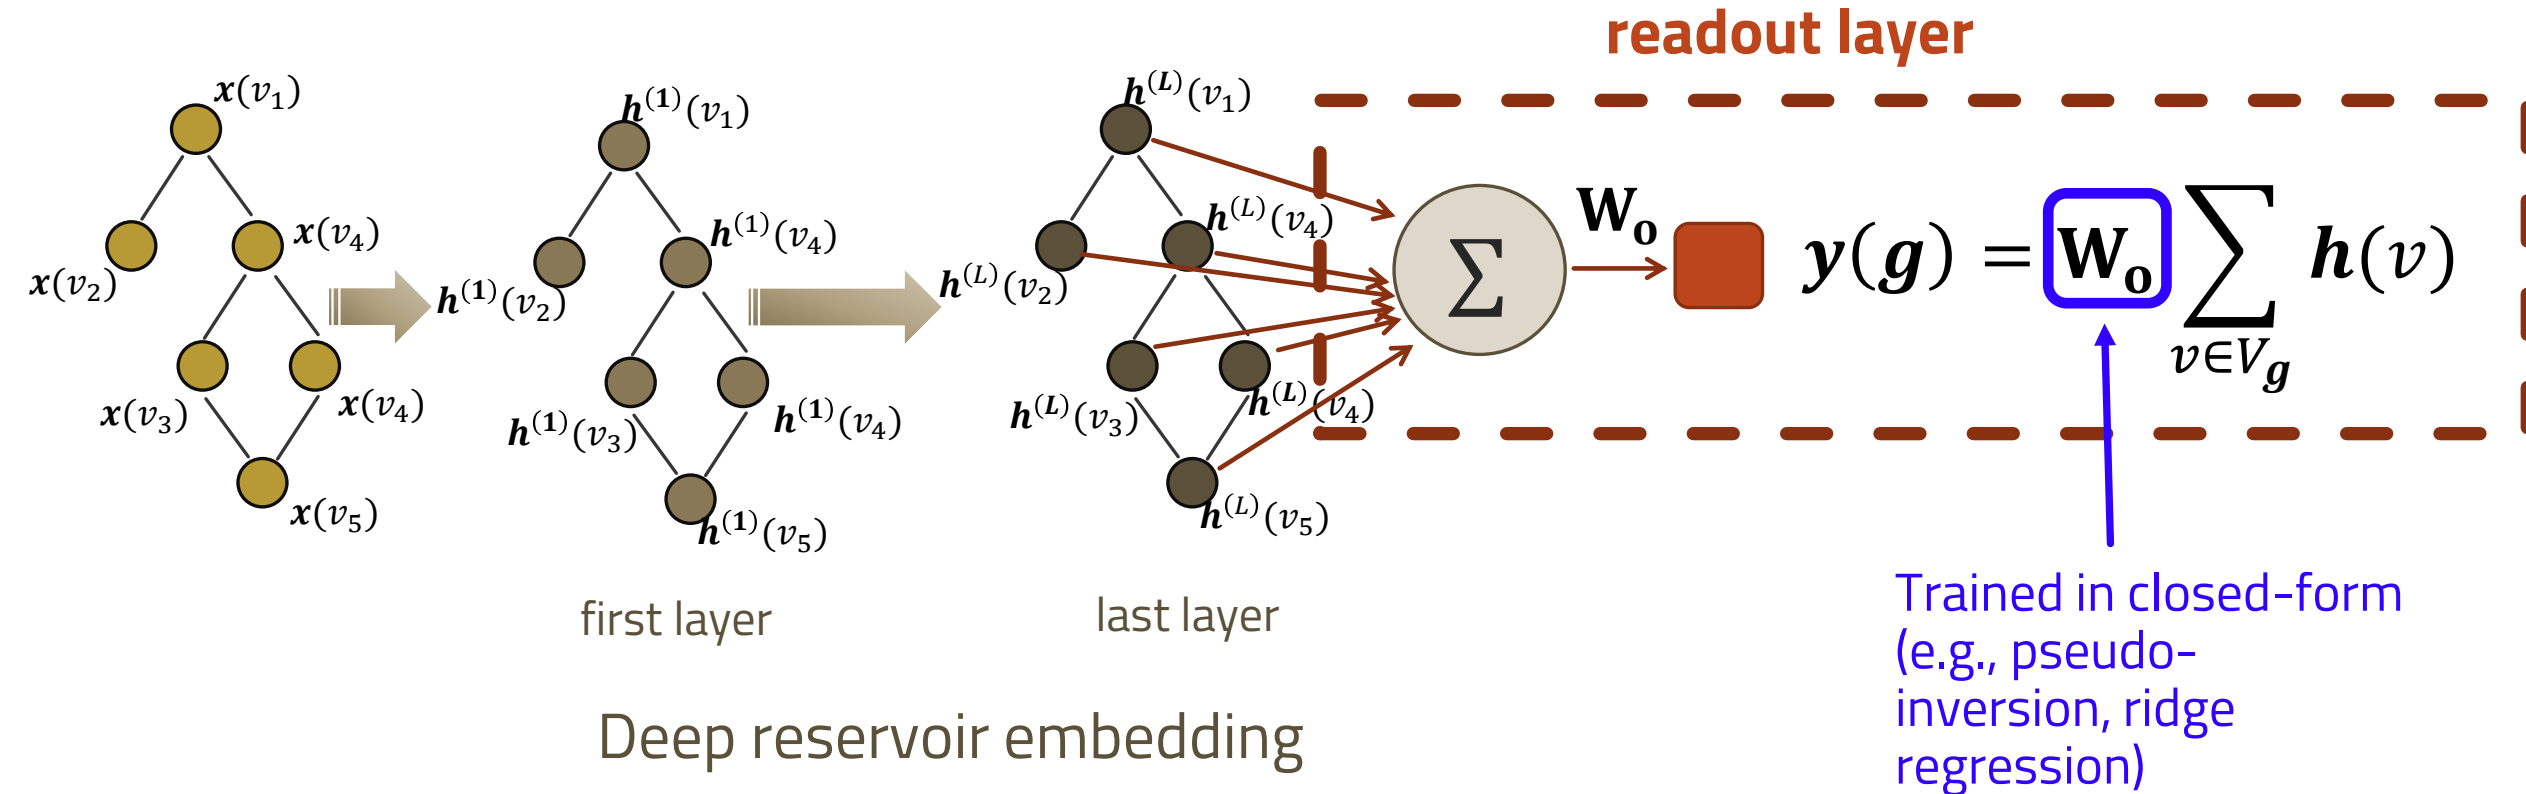 readout layer
x(v₁)
x(v₂)
x(v₄)
x(v₃)
x(v₄)
x(v₅)
h⁽¹⁾(v₁)
h⁽¹⁾(v₄)
h⁽¹⁾(v₂)
h⁽¹⁾(v₃)
h⁽¹⁾(v₄)
h⁽¹⁾(v₅)
first layer
h⁽ᴸ⁾(v₁)
h⁽ᴸ⁾(v₄)
h⁽ᴸ⁾(v₂)
h⁽ᴸ⁾(v₃)
h⁽ᴸ⁾(v₄)
h⁽ᴸ⁾(v₅)
last layer
Deep reservoir embedding
Σ
Wₒ
y(g) = Wₒ ∑ h(v)
v∈V_g
Trained in closed-form
(e.g., pseudo-
inversion, ridge
regression)